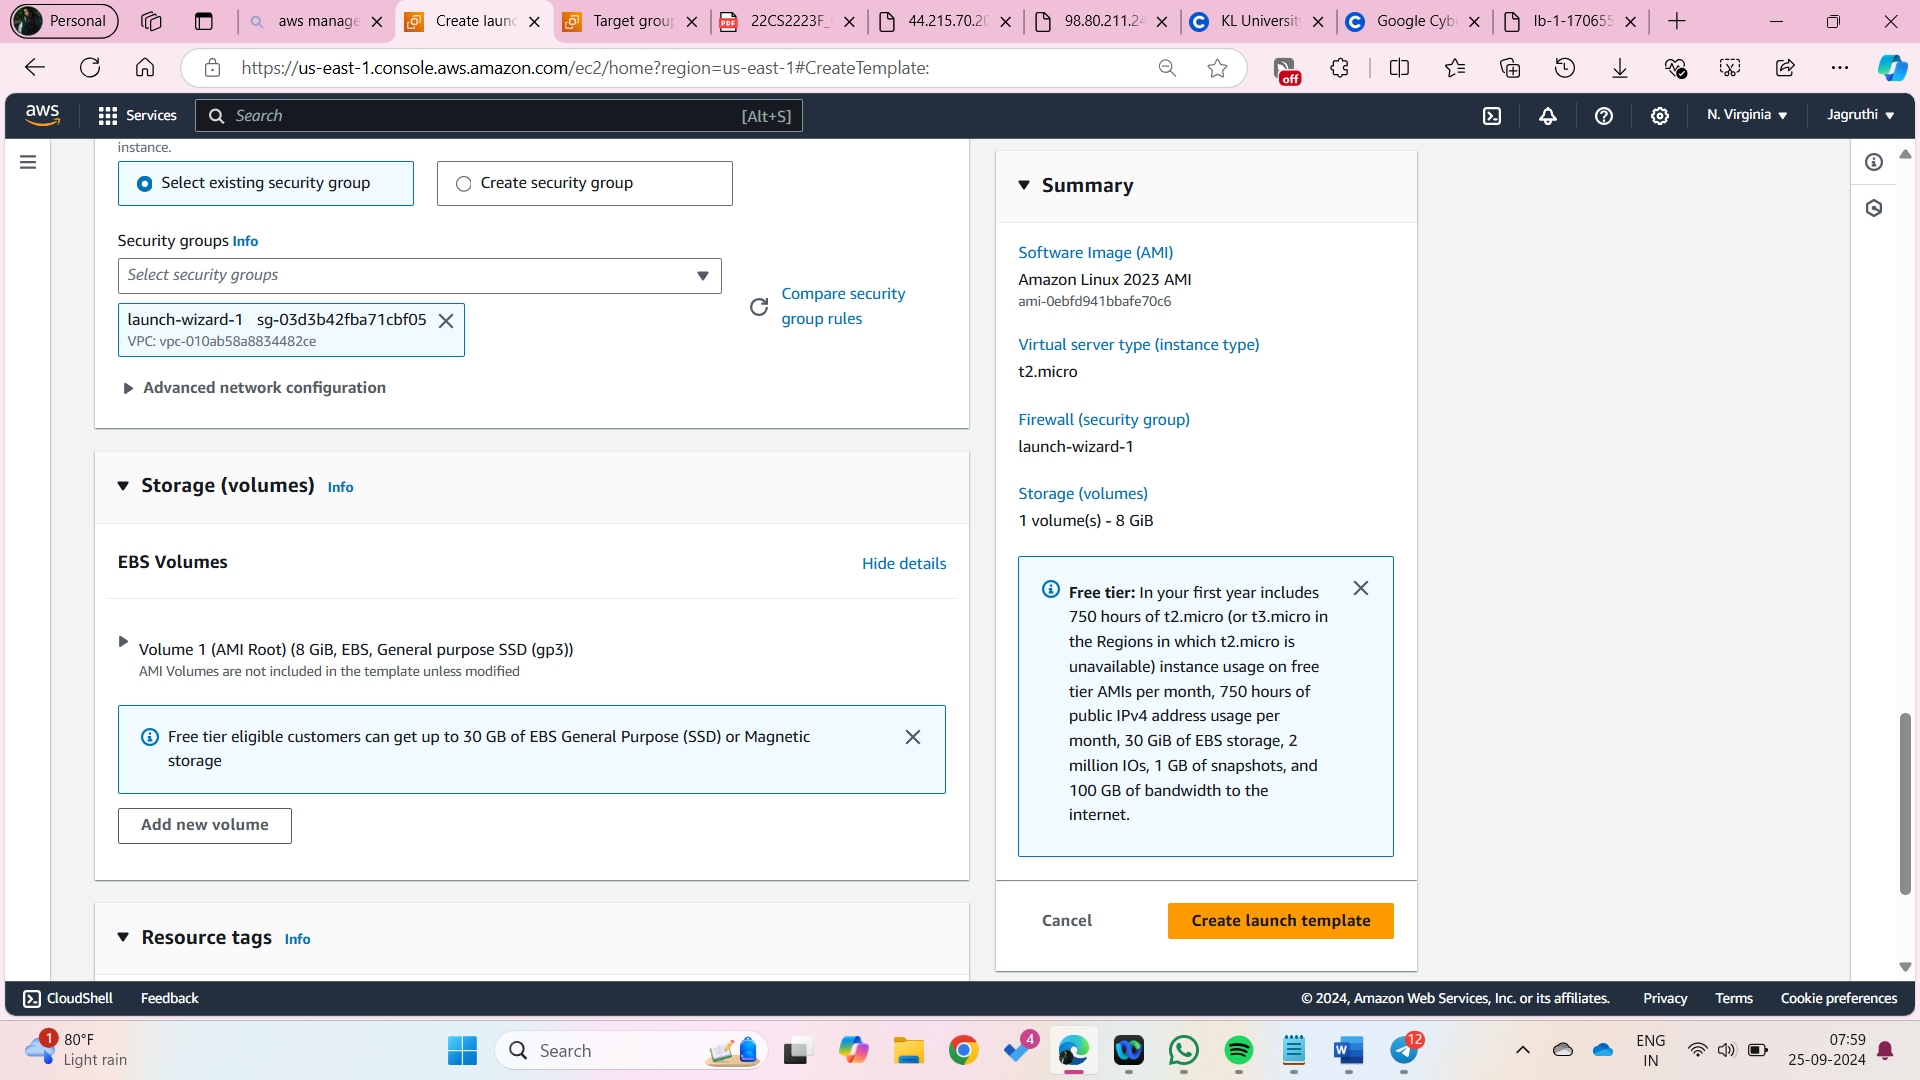 Personal
aws manage
Create launc
Target group
22CS2223F_
44.215.70.20
98.80.211.24
KL University
Google Cyb
lb-1-170655
https://us-east-1.console.aws.amazon.com/ec2/home?region=us-east-1#CreateTemplate:
off
aws
Services
Search
[Alt+S]
N. Virginia
Jagruthi
instance.
Select existing security group
Create security group
Security groups Info
Select security groups
Compare security
group rules
launch-wizard-1 sg-03d3b42fba71cbf05
VPC: vpc-010ab58a8834482ce
Advanced network configuration
Storage (volumes) Info
EBS Volumes
Hide details
Volume 1 (AMI Root) (8 GiB, EBS, General purpose SSD (gp3))
AMI Volumes are not included in the template unless modified
Free tier eligible customers can get up to 30 GB of EBS General Purpose (SSD) or Magnetic
storage
Add new volume
Resource tags Info
Summary
Software Image (AMI)
Amazon Linux 2023 AMI
ami-0ebfd941bbafe70c6
Virtual server type (instance type)
t2.micro
Firewall (security group)
launch-wizard-1
Storage (volumes)
1 volume(s) - 8 GiB
Free tier: In your first year includes
750 hours of t2.micro (or t3.micro in
the Regions in which t2.micro is
unavailable) instance usage on free
tier AMIs per month, 750 hours of
public IPv4 address usage per
month, 30 GiB of EBS storage, 2
million IOs, 1 GB of snapshots, and
100 GB of bandwidth to the
internet.
Cancel
Create launch template
CloudShell
Feedback
© 2024, Amazon Web Services, Inc. or its affiliates.
Privacy
Terms
Cookie preferences
1
80°F
Light rain
Search
4
12
ENG
IN
07:59
25-09-2024